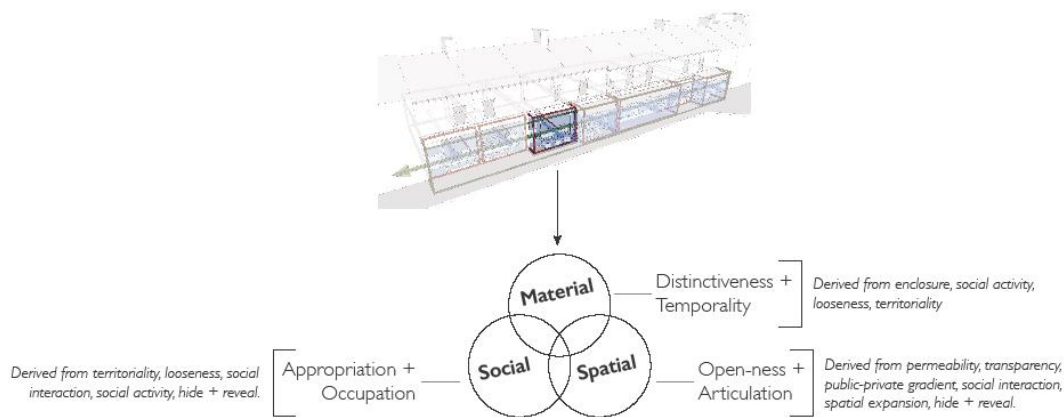 Material
Distinctiveness +
Temporality
Derived from enclosure, social activity,
looseness, territoriality
Derived from territoriality, looseness, social
interaction, social activity, hide + reveal.
Appropriation +
Occupation
Social
Spatial
Open-ness +
Articulation
Derived from permeability, transparency,
public-private gradient, social interaction,
spatial expansion, hide + reveal.